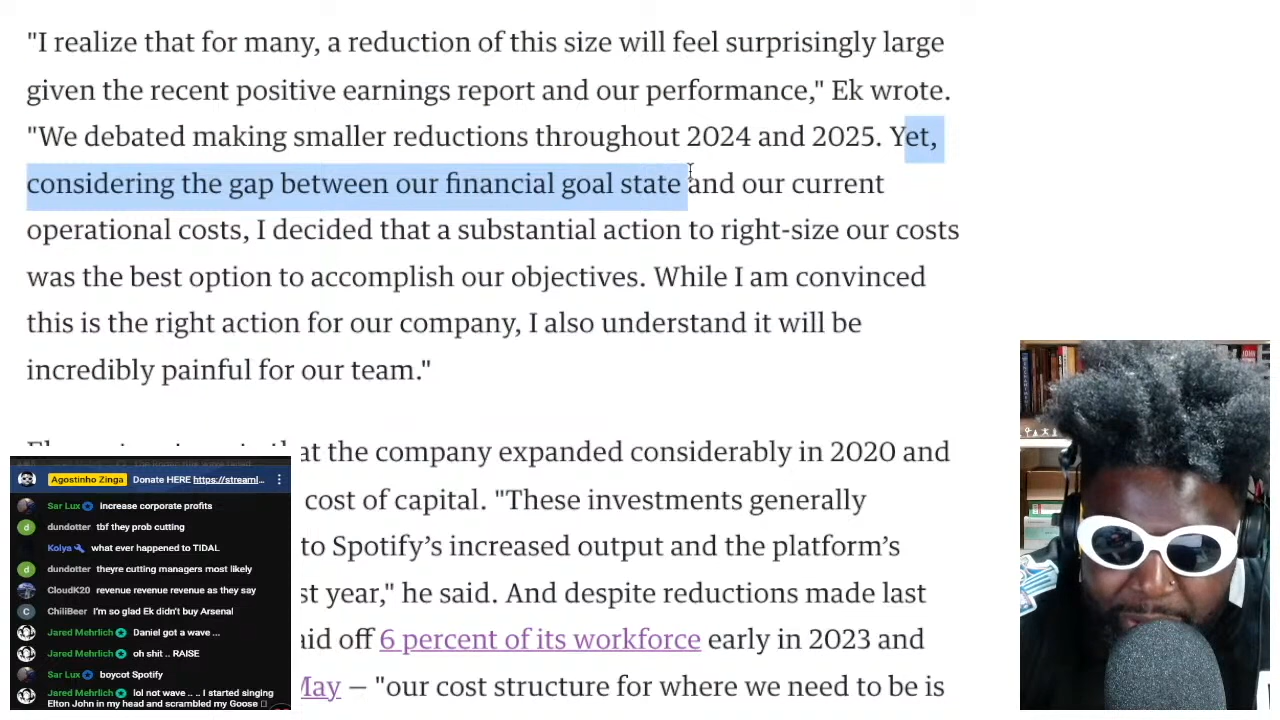 "I realize that for many, a reduction of this size will feel surprisingly large
given the recent positive earnings report and our performance," Ek wrote.
"We debated making smaller reductions throughout 2024 and 2025. Yet,
considering the gap between our financial goal state and our current
operational costs, I decided that a substantial action to right-size our costs
was the best option to accomplish our objectives. While I am convinced
this is the right action for our company, I also understand it will be
incredibly painful for our team."
at the company expanded considerably in 2020 and
cost of capital. "These investments generally
to Spotify's increased output and the platform's
st year," he said. And despite reductions made last
aid off 6 percent of its workforce early in 2023 and
May — "our cost structure for where we need to be is
Agostinho Zinga Donate HERE https://streaml...
Sar Lux Increase corporate profits
dundotter tbf they prob cutting
Kolya what ever happened to TIDAL
dundotter theyre cutting managers most likely
CloudK20 revenue revenue revenue as they say
ChiliBeer I'm so glad Ek didn't buy Arsenal
Jared Mehrlich Daniel got a wave ...
Jared Mehrlich oh shit .. RAISE
Sar Lux boycot Spotify
Jared Mehrlich lol not wave .. .. I started singing
Elton John in my head and scrambled my Goose